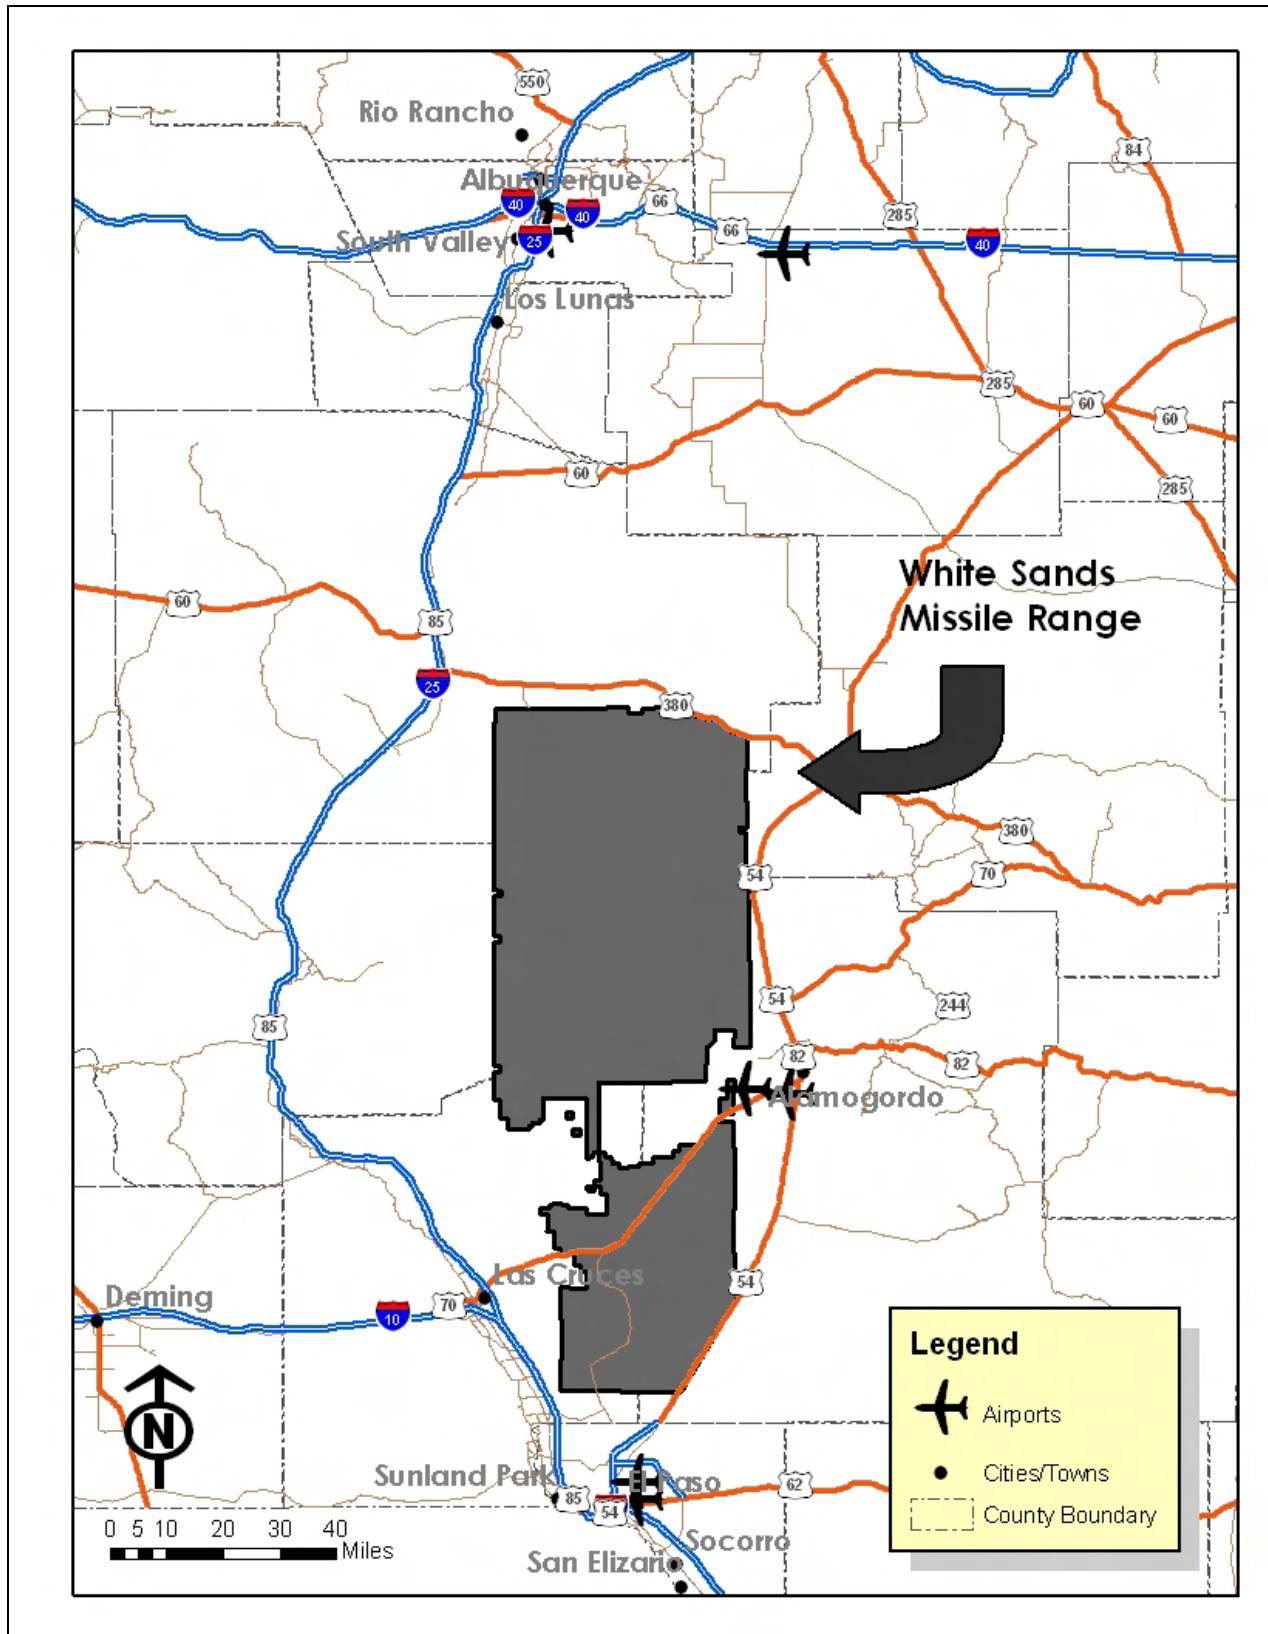 550
Rio Rancho
84
Albuquerque
40
40
66
285
66
South Valley
25
40
Los Lunas
285
60
60
60
285
White Sands
Missile Range
60
85
25
380
380
54
70
54
244
85
82
82
Alamogordo
Las Cruces
54
Deming
70
10
Legend
Airports
Cities/Towns
County Boundary
N
Sunland Park
El Paso
62
85
54
0 5 10 20 30 40
Miles
Socorro
San Elizario